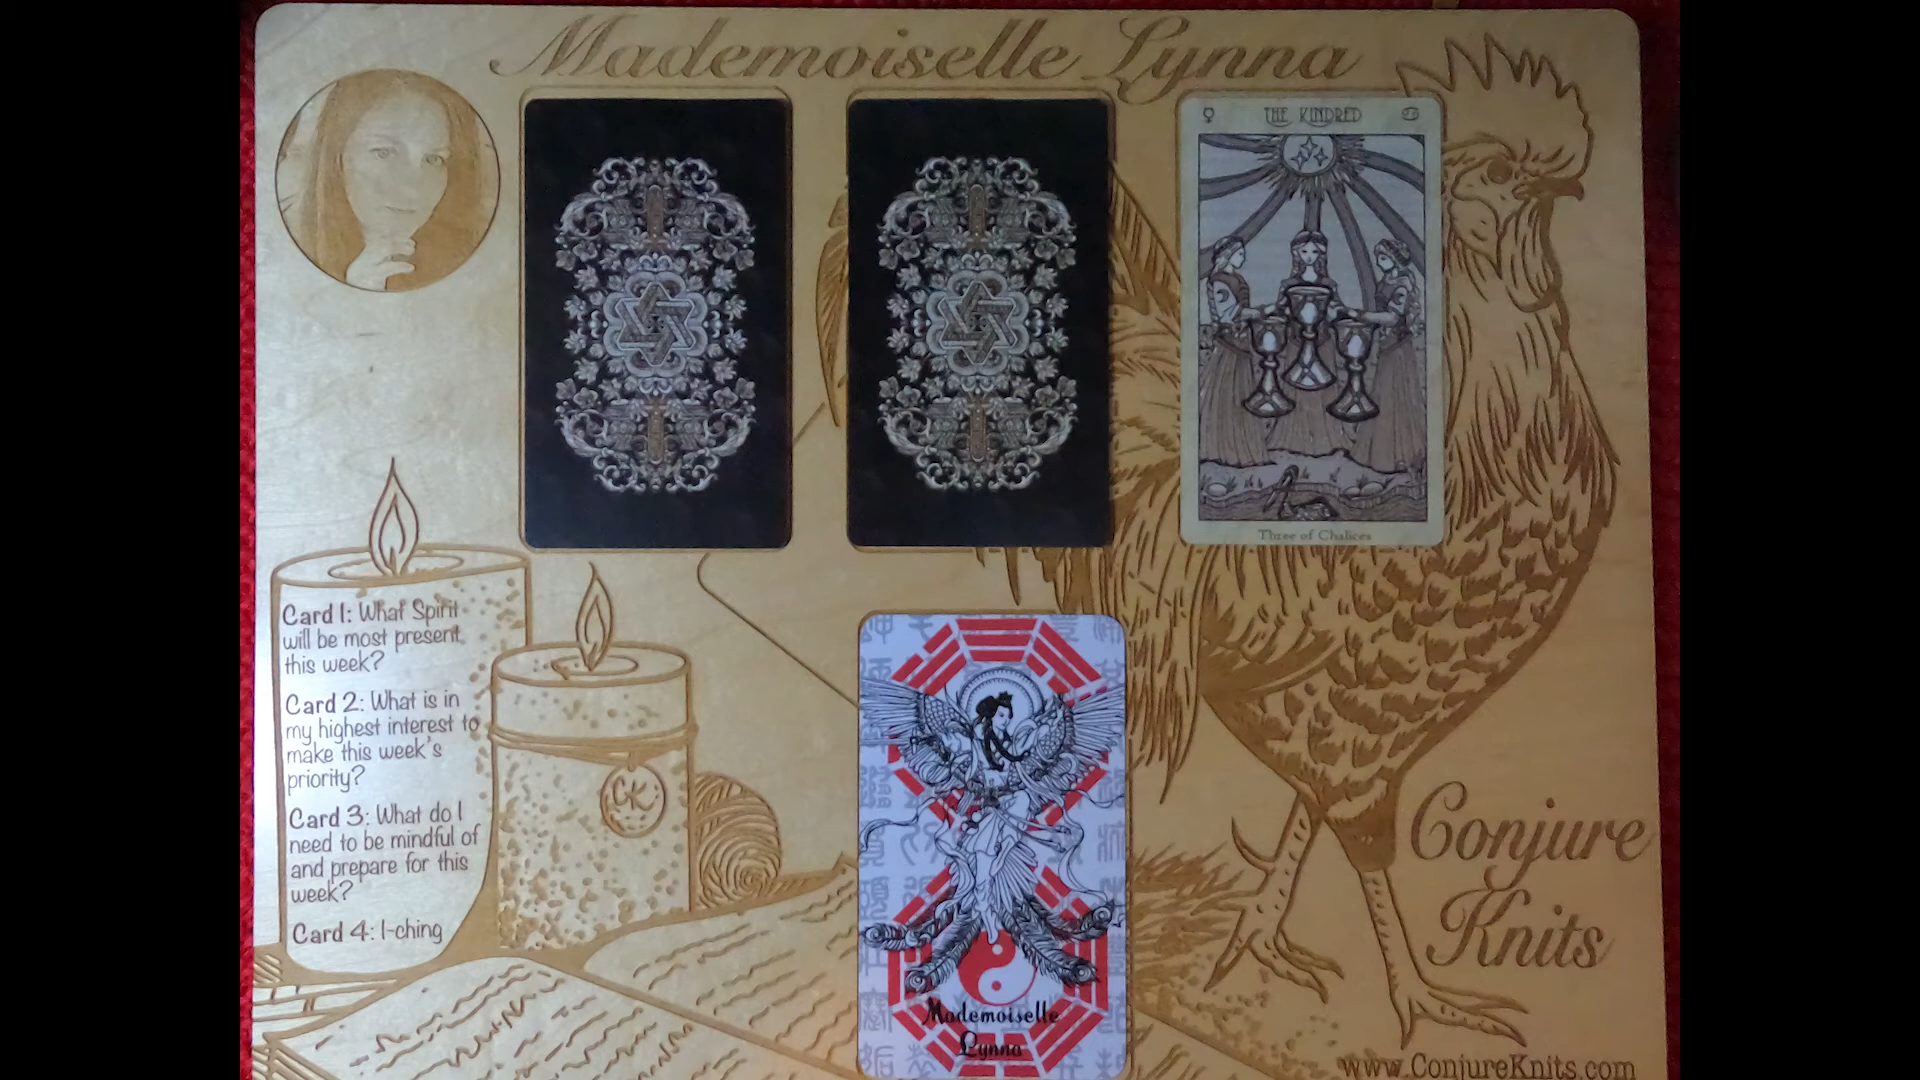 Mademoiselle Lynna
THE KINDRED
Three of Chalices
Card 1: What Spirit
will be most present
this week?
Card 2: What is in
my highest interest to
make this week's
priority?
Card 3: What do I
need to be mindful of
and prepare for this
week?
Card 4: I-ching
CK
Mademoiselle
Lynna
Conjure
Knits
www.ConjureKnits.com